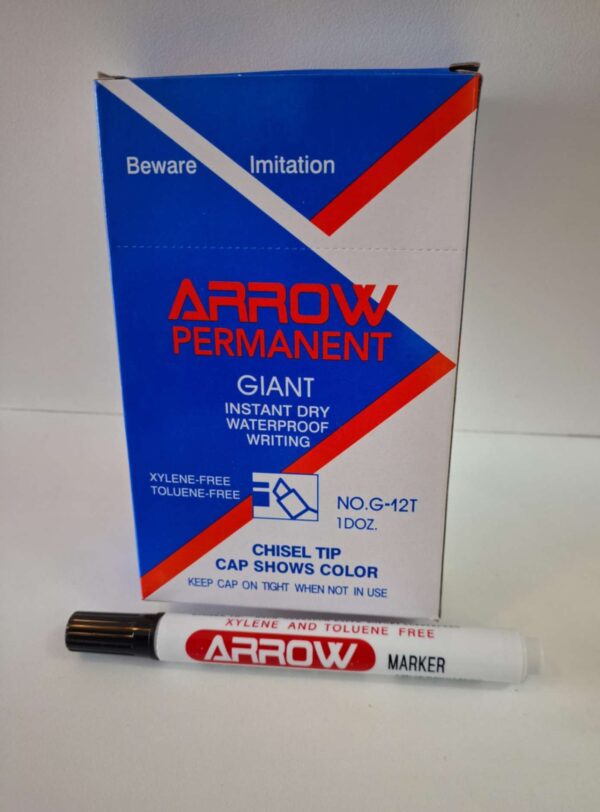 Beware Imitation
ARROW
PERMANENT
GIANT
INSTANT DRY
WATERPROOF
WRITING
XYLENE-FREE
TOLUENE-FREE
NO.G-12T
1DOZ.
CHISEL TIP
CAP SHOWS COLOR
KEEP CAP ON TIGHT WHEN NOT IN USE
XYLENE AND TOLUENE FREE
ARROW MARKER